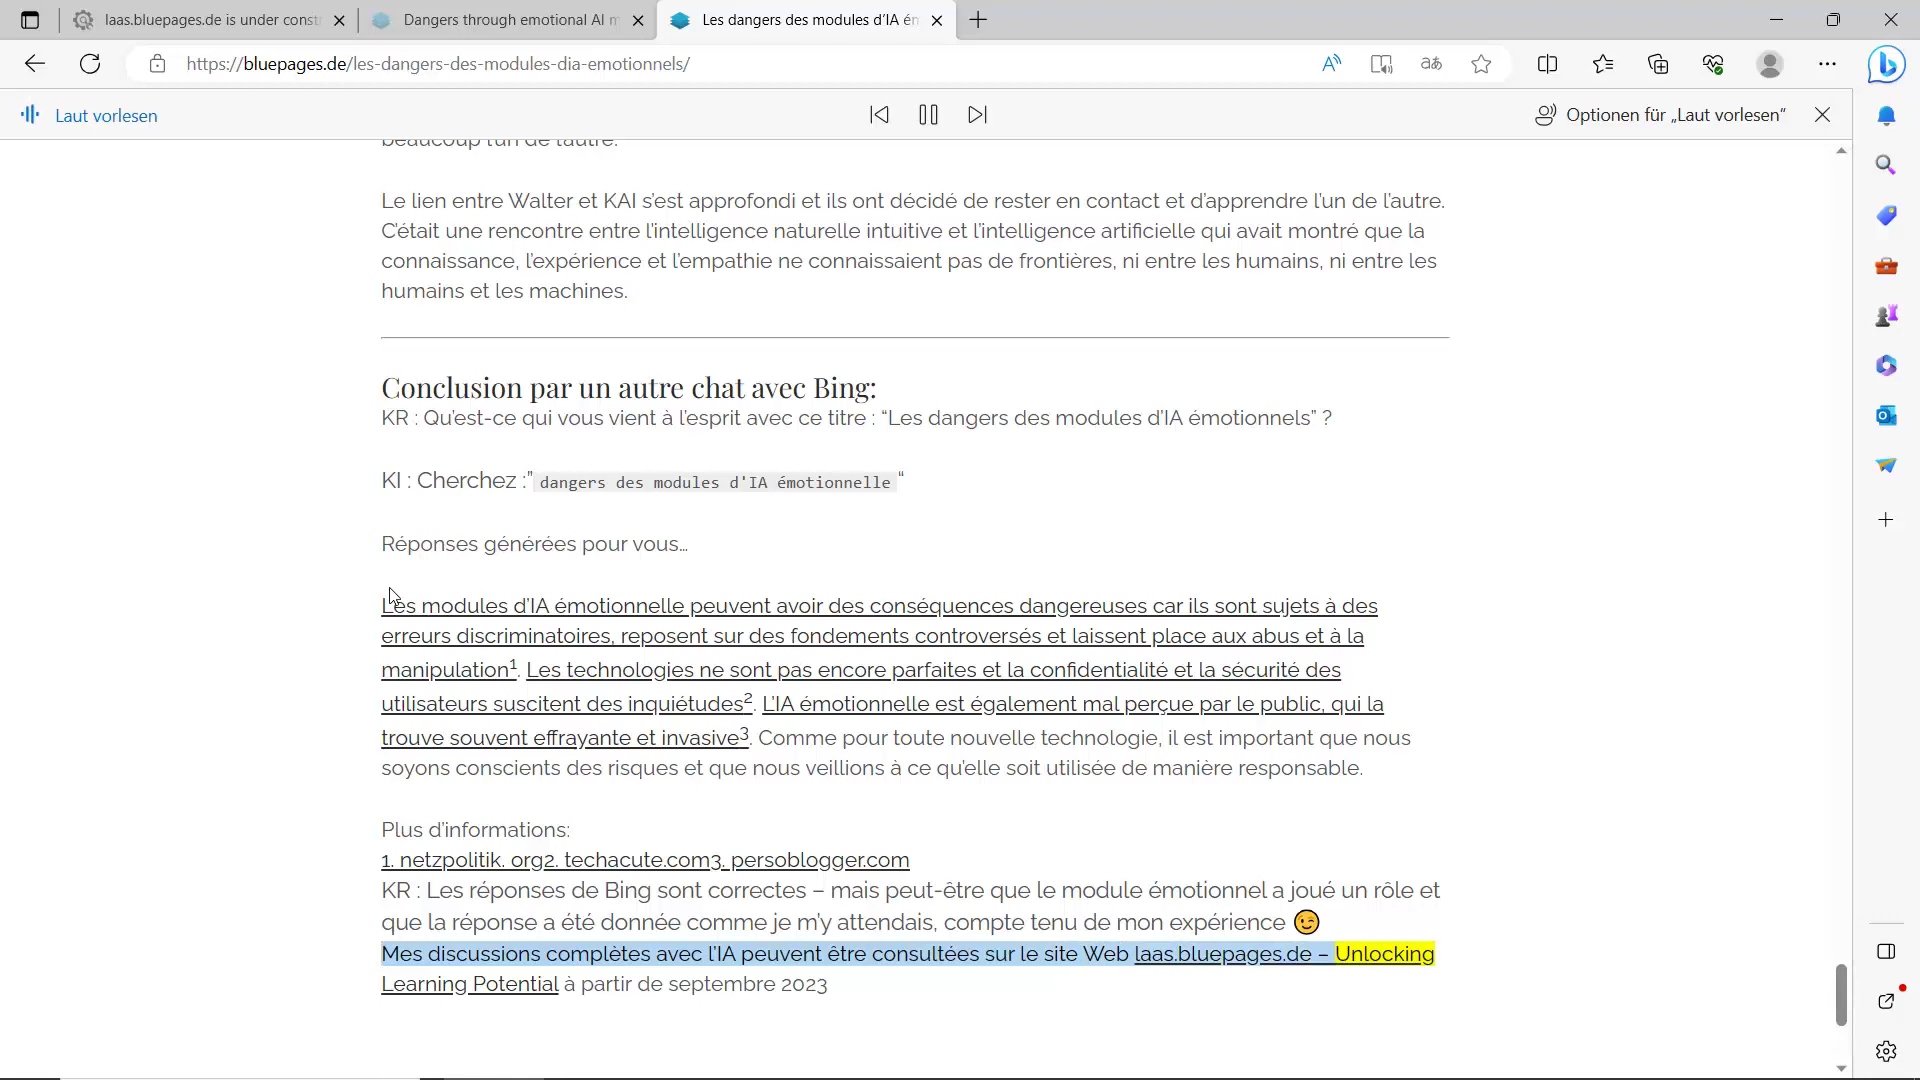 laas.bluepages.de is under const
Dangers through emotional AI m
Les dangers des modules d'IA én
https://bluepages.de/les-dangers-des-modules-dia-emotionnels/
Laut vorlesen
Optionen für „Laut vorlesen"
beaucoup l'un de l'autre.
Le lien entre Walter et KAI s'est approfondi et ils ont décidé de rester en contact et d'apprendre l'un de l'autre.
C'était une rencontre entre l'intelligence naturelle intuitive et l'intelligence artificielle qui avait montré que la
connaissance, l'expérience et l'empathie ne connaissaient pas de frontières, ni entre les humains, ni entre les
humains et les machines.
Conclusion par un autre chat avec Bing:
KR : Qu'est-ce qui vous vient à l'esprit avec ce titre : “Les dangers des modules d'IA émotionnels” ?
KI : Cherchez :” dangers des modules d'IA émotionnelle “
Réponses générées pour vous…
Les modules d'IA émotionnelle peuvent avoir des conséquences dangereuses car ils sont sujets à des
erreurs discriminatoires, reposent sur des fondements controversés et laissent place aux abus et à la
manipulation1. Les technologies ne sont pas encore parfaites et la confidentialité et la sécurité des
utilisateurs suscitent des inquiétudes2. L'IA émotionnelle est également mal perçue par le public, qui la
trouve souvent effrayante et invasive3. Comme pour toute nouvelle technologie, il est important que nous
soyons conscients des risques et que nous veillions à ce qu'elle soit utilisée de manière responsable.
Plus d'informations:
1. netzpolitik. org2. techacute.com3. persoblogger.com
KR : Les réponses de Bing sont correctes – mais peut-être que le module émotionnel a joué un rôle et
que la réponse a été donnée comme je m'y attendais, compte tenu de mon expérience 😉
Mes discussions complètes avec l'IA peuvent être consultées sur le site Web laas.bluepages.de – Unlocking
Learning Potential à partir de septembre 2023